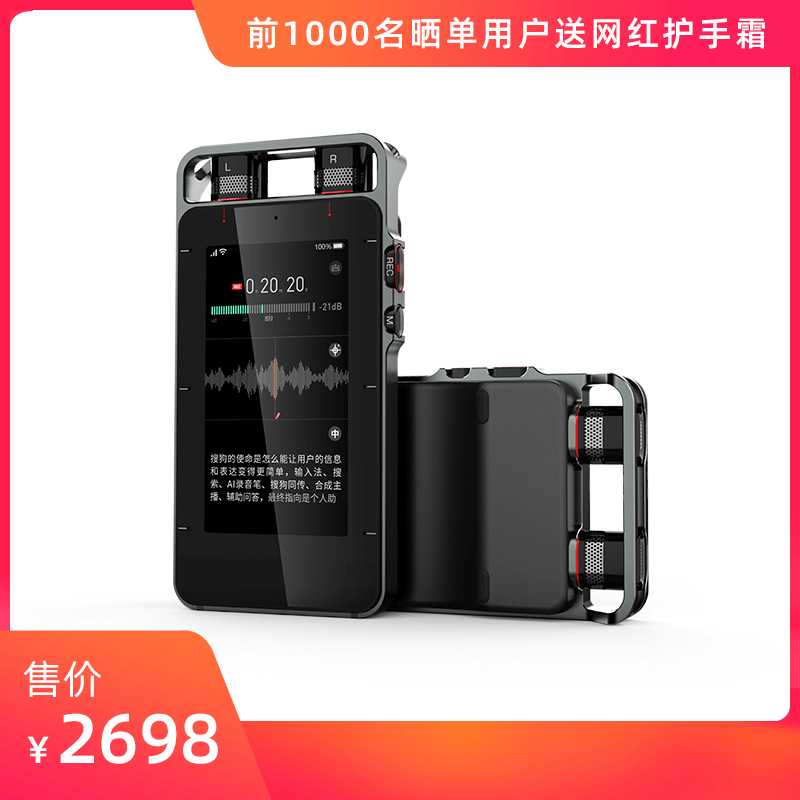 前1000名晒单用户送网红护手霜
L
R
100%
REC
REC 0.20.20.
-21dB
M
中
搜狗的使命是怎么能让用户的信息
和表达变得更简单，输入法、搜
索、AI录音笔、搜狗同传、合成主
播、辅助问答，最终指向是个人助
售价
¥2698